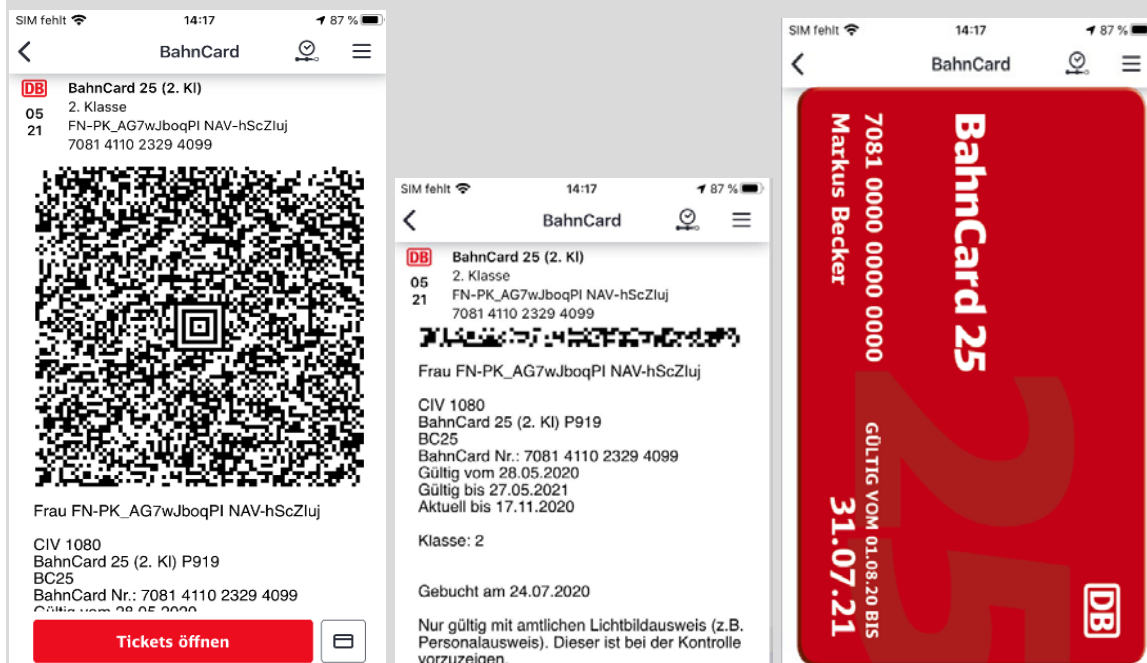 SIM fehlt 14:17 87 %
BahnCard
DB BahnCard 25 (2. Kl)
05 2. Klasse
21 FN-PK_AG7wJboqPI NAV-hScZIuj
7081 4110 2329 4099
Frau FN-PK_AG7wJboqPI NAV-hScZIuj
CIV 1080
BahnCard 25 (2. Kl) P919
BC25
BahnCard Nr.: 7081 4110 2329 4099
Gültig vom 28.05.2020
Tickets öffnen
SIM fehlt 14:17 87 %
BahnCard
DB BahnCard 25 (2. Kl)
05 2. Klasse
21 FN-PK_AG7wJboqPI NAV-hScZIuj
7081 4110 2329 4099
Frau FN-PK_AG7wJboqPI NAV-hScZIuj
CIV 1080
BahnCard 25 (2. Kl) P919
BC25
BahnCard Nr.: 7081 4110 2329 4099
Gültig vom 28.05.2020
Gültig bis 27.05.2021
Aktuell bis 17.11.2020
Klasse: 2
Gebucht am 24.07.2020
Nur gültig mit amtlichen Lichtbildausweis (z.B.
Personalausweis). Dieser ist bei der Kontrolle
vorzuzeigen.
SIM fehlt 14:17 87 %
BahnCard
BahnCard 25
25
7081 0000 0000 0000
GÜLTIG VOM 01.08.20 BIS
Markus Becker
31.07.21
DB